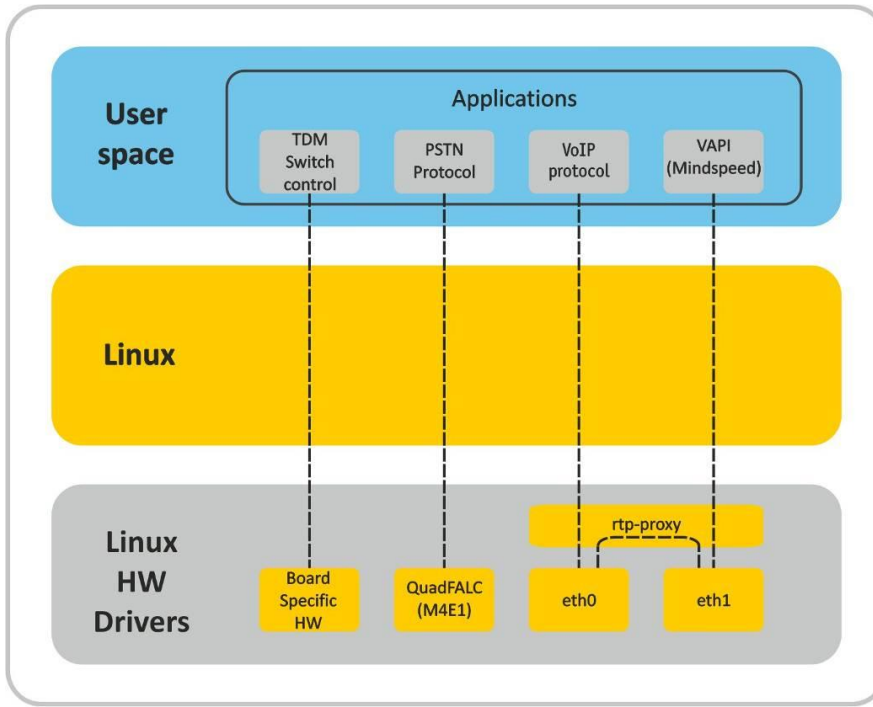 User
space
Applications
TDM
Switch
control
PSTN
Protocol
VoIP
protocol
VAPI
(Mindspeed)
Linux
Linux
HW
Drivers
rtp-proxy
Board
Specific
HW
QuadFALC
(M4E1)
eth0
eth1